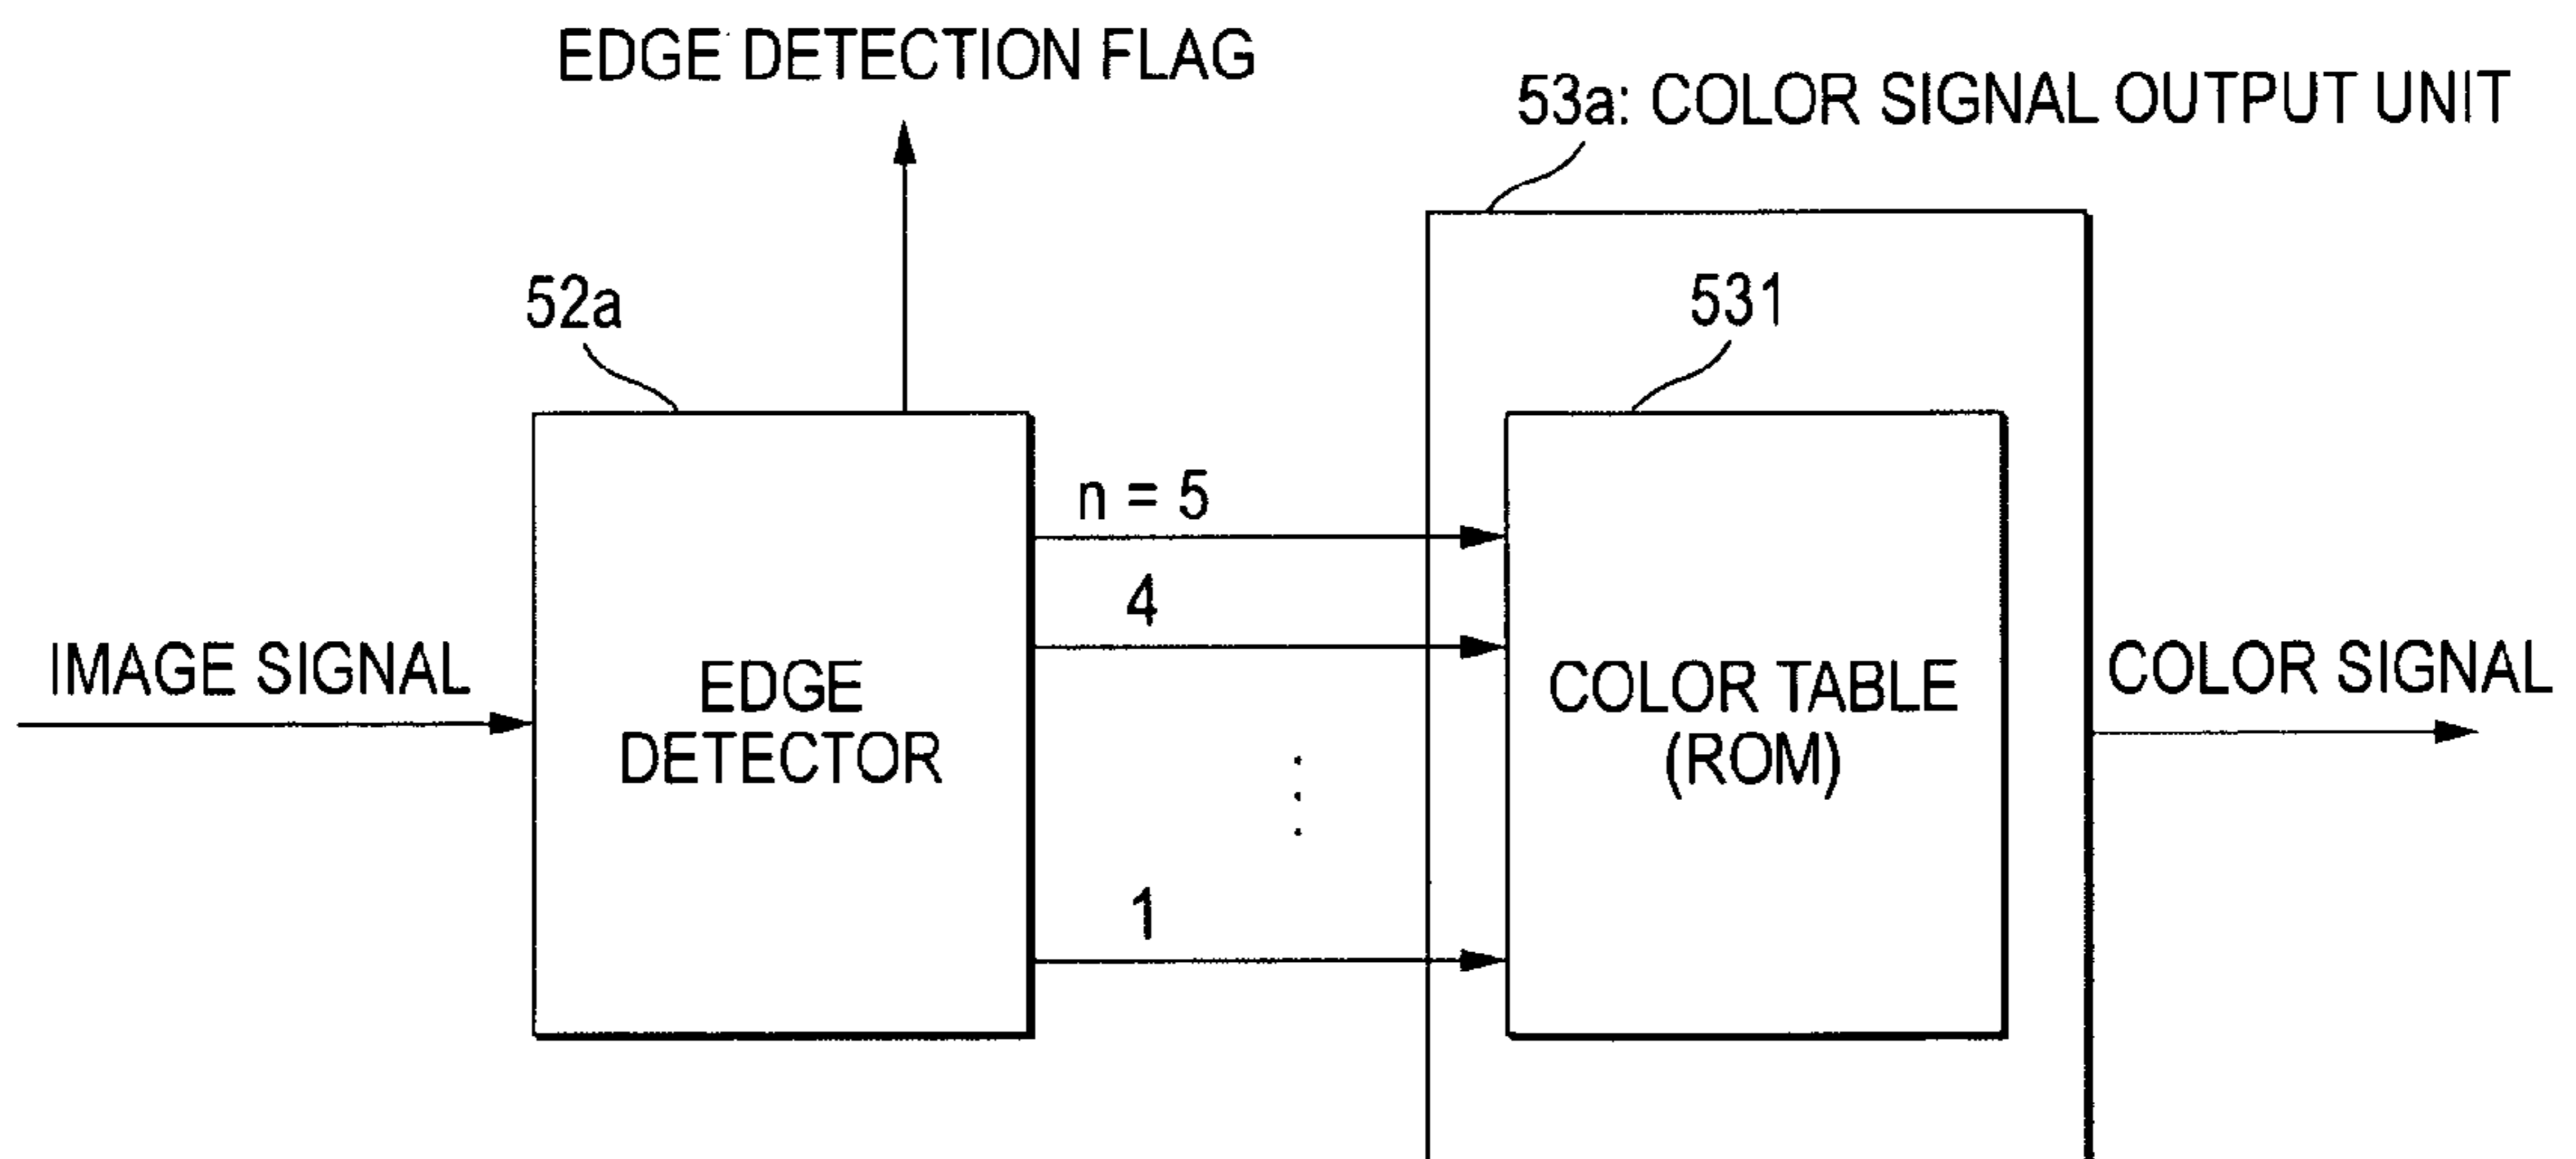 EDGE DETECTION FLAG
53a: COLOR SIGNAL OUTPUT UNIT
52a
531
n = 5
4
IMAGE SIGNAL
EDGE
DETECTOR
COLOR TABLE
(ROM)
COLOR SIGNAL
1